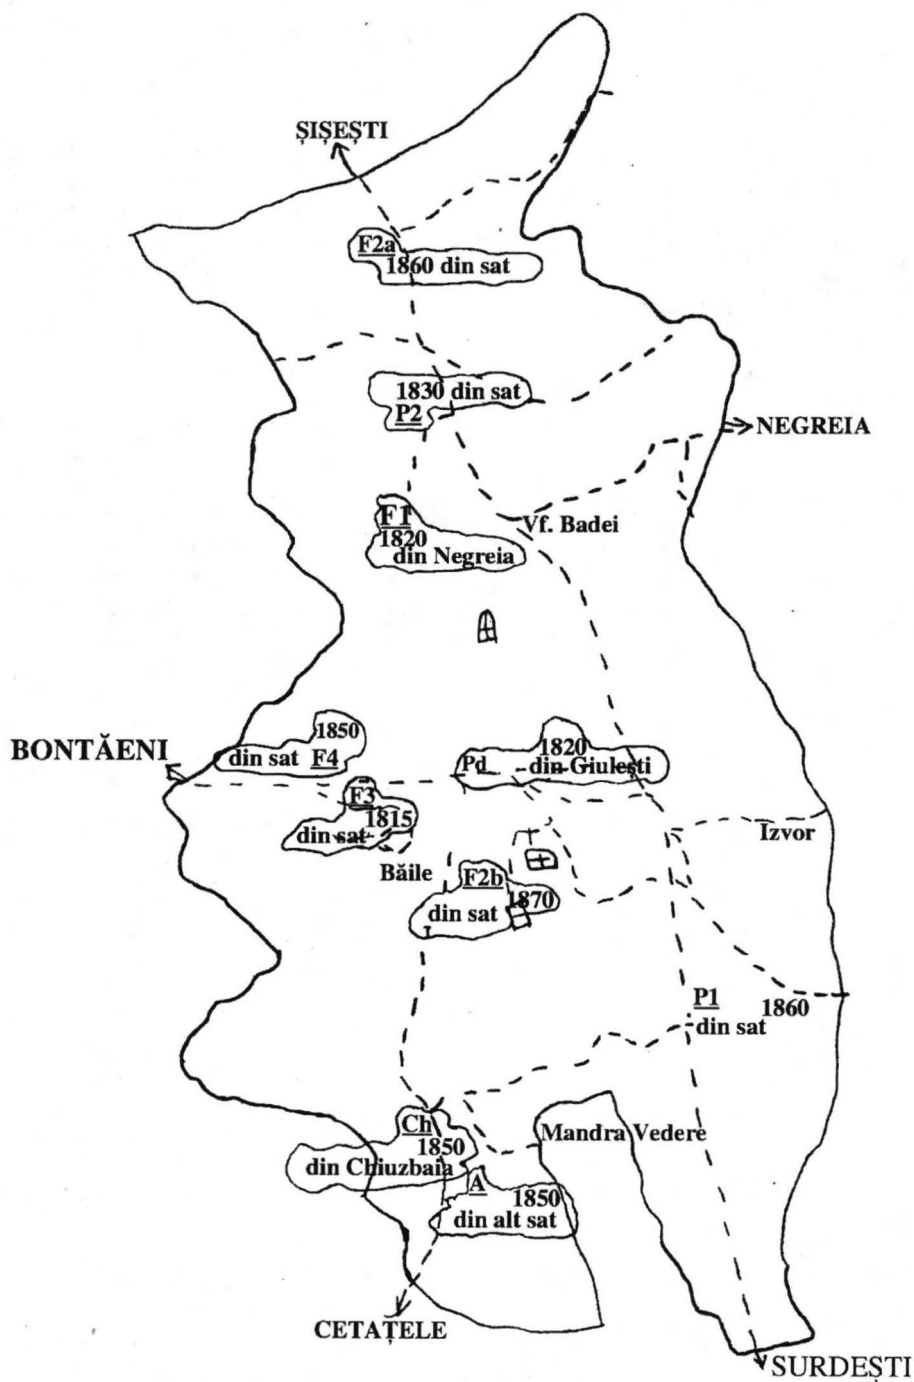 ȘIȘEȘTI
F2a
1860 din sat
1830 din sat
P2
NEGREIA
F1
1820
din Negreia
Vf. Badei
BONTĂENI
1850
din sat F4
Pd
1820
din Giulești
F3
1815
din sat
Izvor
Băile
F2b
1870
din sat
P1
1860
din sat
Ch
1850
din Chiuzbaia
Mandra Vedere
A
1850
din alt sat
CETAȚELE
SURDEȘTI